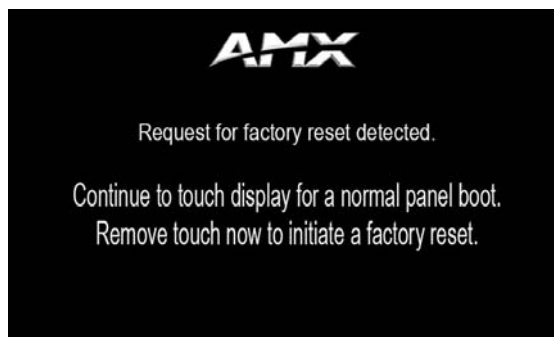 AMX
Request for factory reset detected.
Continue to touch display for a normal panel boot.
Remove touch now to initiate a factory reset.